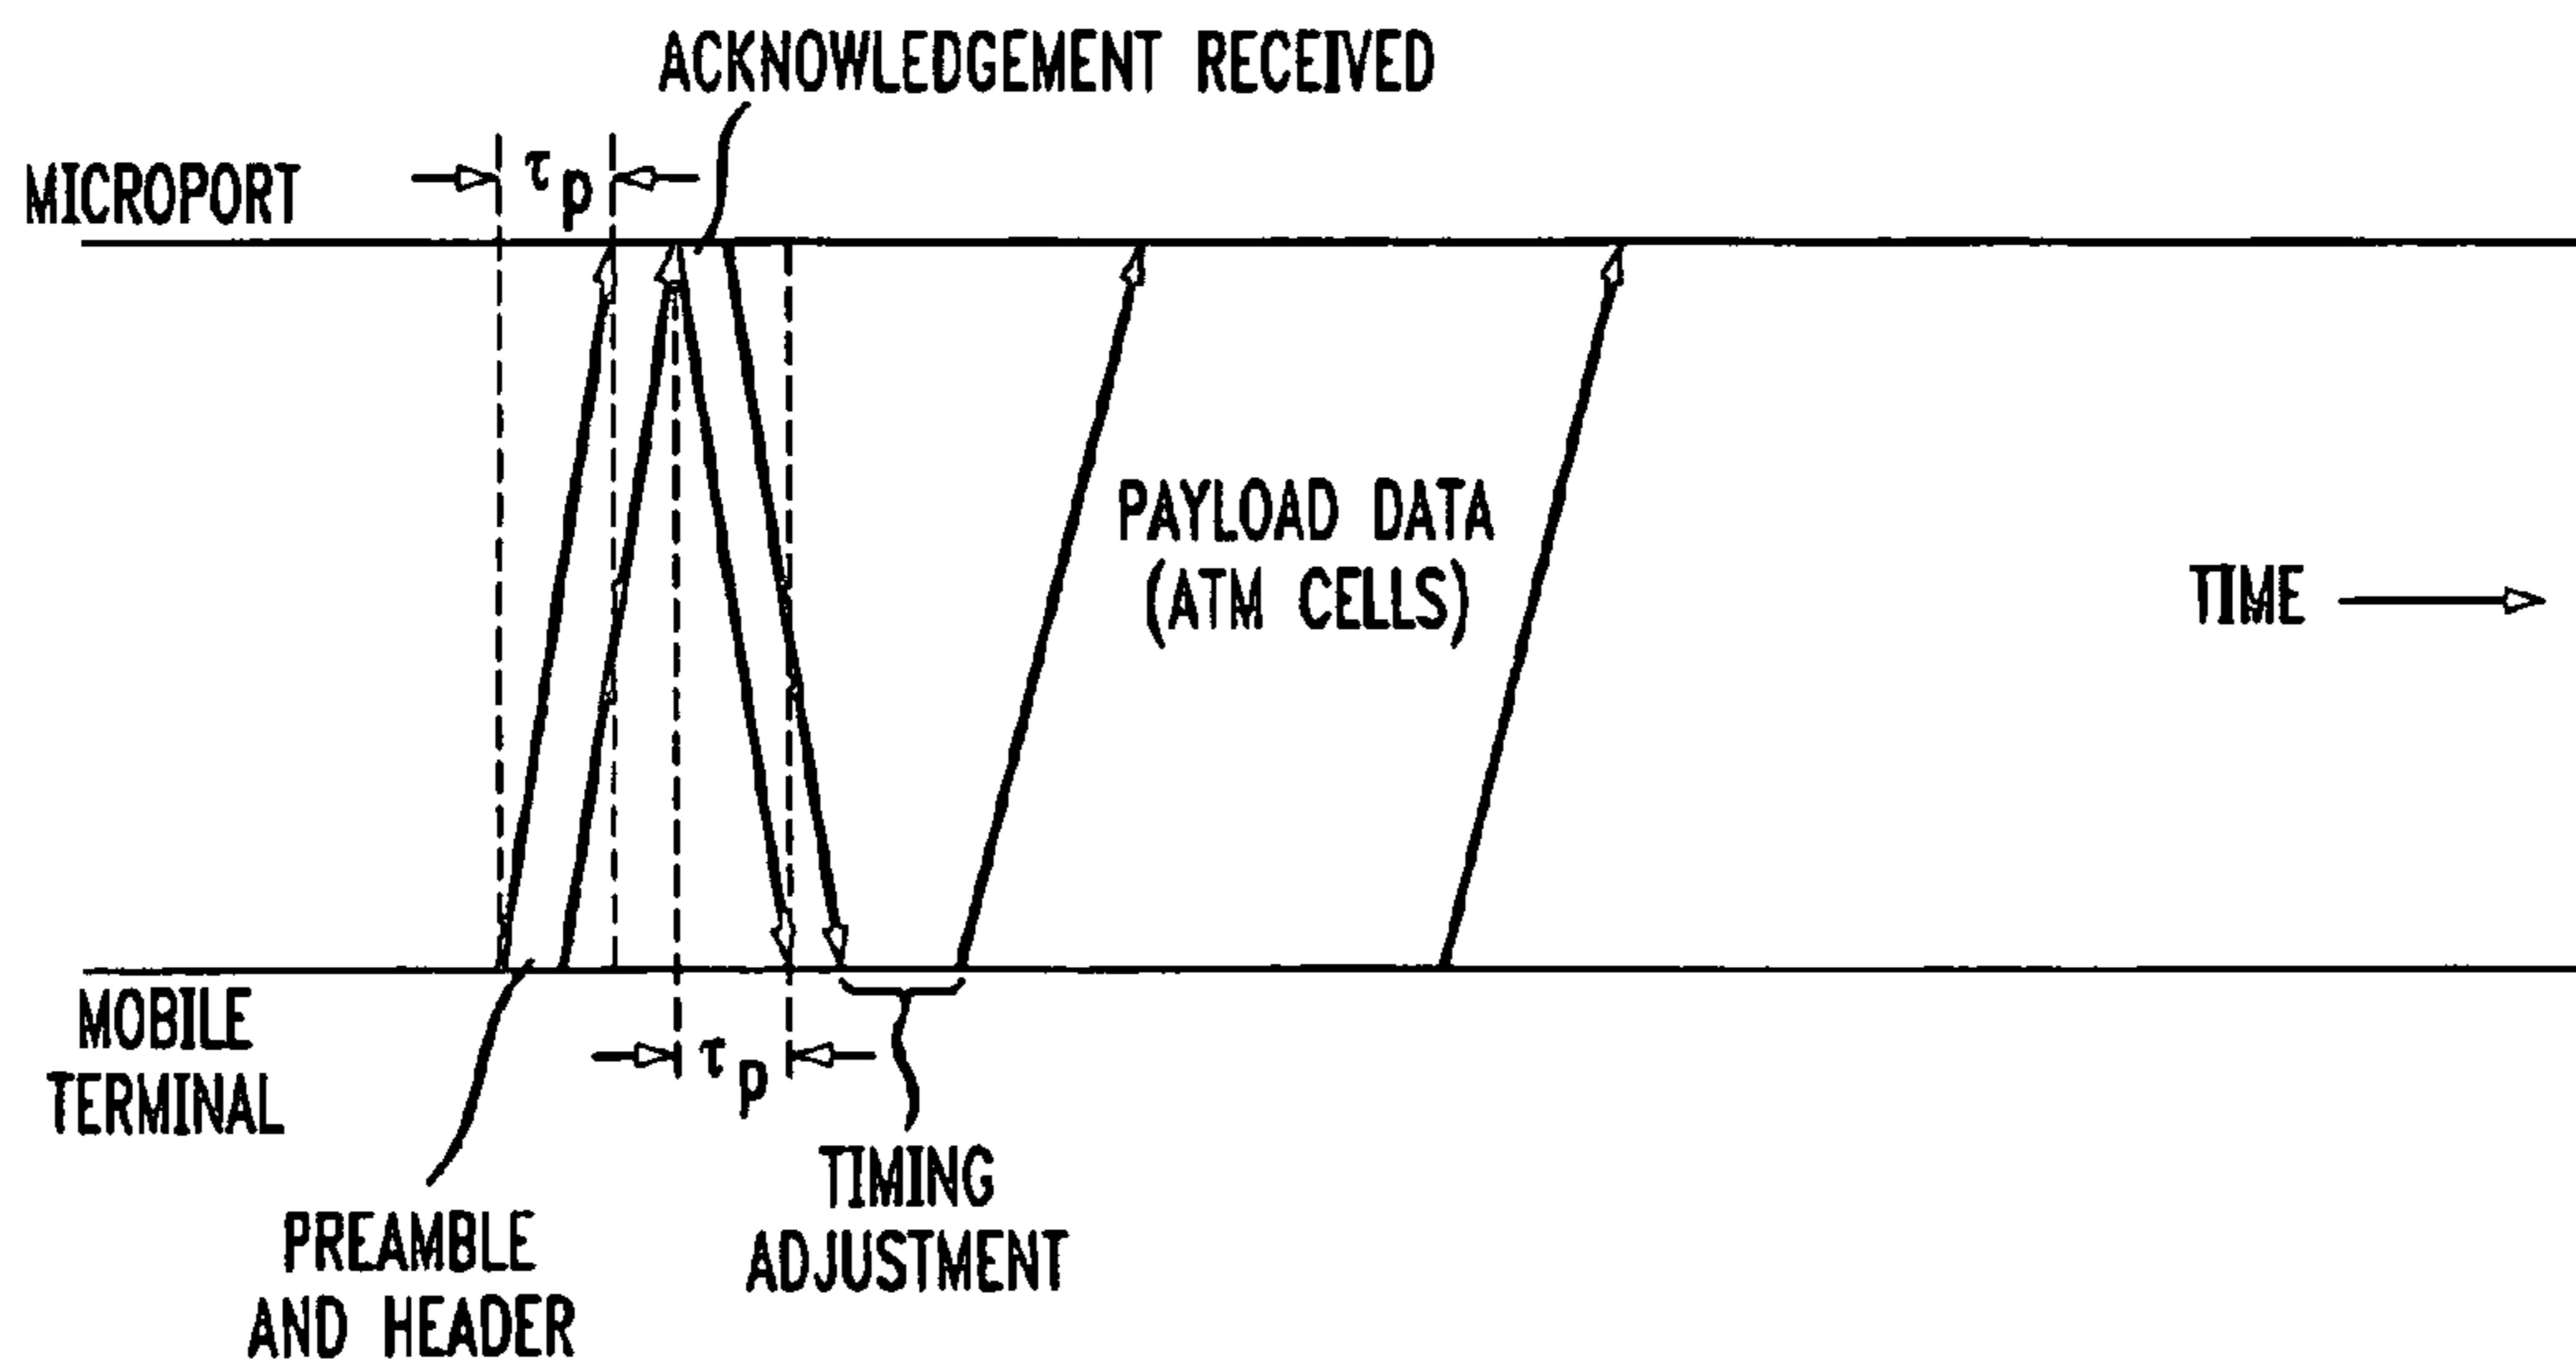 ACKNOWLEDGEMENT RECEIVED
MICROPORT
τp
PAYLOAD DATA
(ATM CELLS)
TIME
MOBILE
TERMINAL
τp
TIMING
ADJUSTMENT
PREAMBLE
AND HEADER